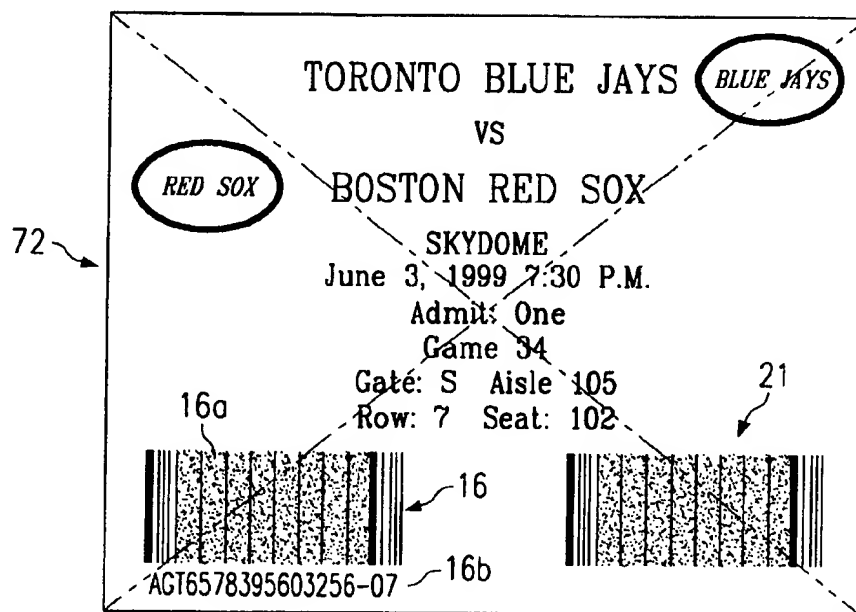 TORONTO BLUE JAYS BLUE JAYS
VS
RED SOX BOSTON RED SOX
72
SKYDOME
June 3, 1999 7:30 P.M.
Admit: One
Game 34
Gate: S Aisle 105
Row: 7 Seat: 102
16a
21
16
AGT6578395603256-07
16b